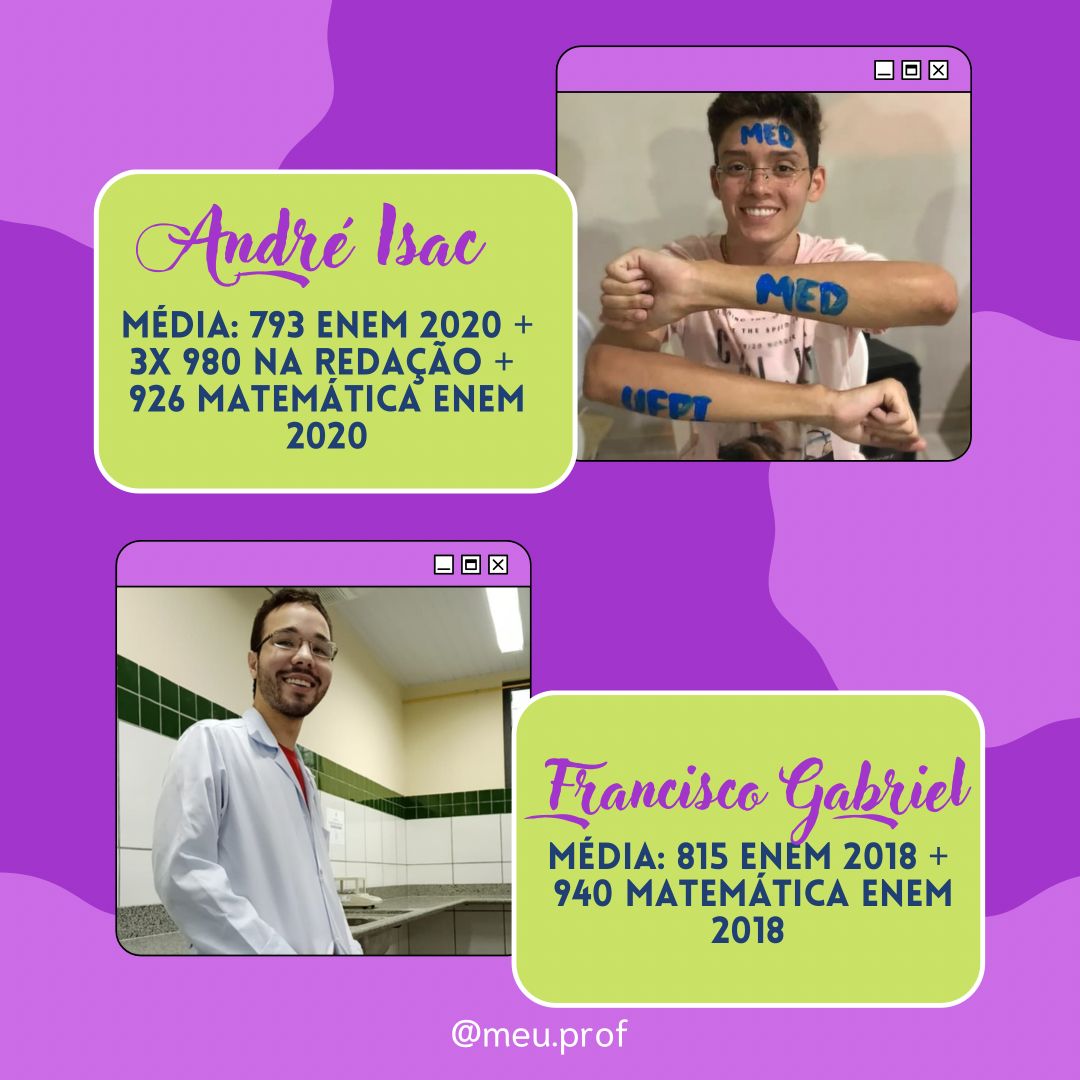 André Isac
MÉDIA: 793 ENEM 2020 +
3X 980 NA REDAÇÃO +
926 MATEMÁTICA ENEM
2020
MED
MED
UFPI
Francisco Gabriel
MÉDIA: 815 ENEM 2018 +
940 MATEMÁTICA ENEM
2018
@meu.prof